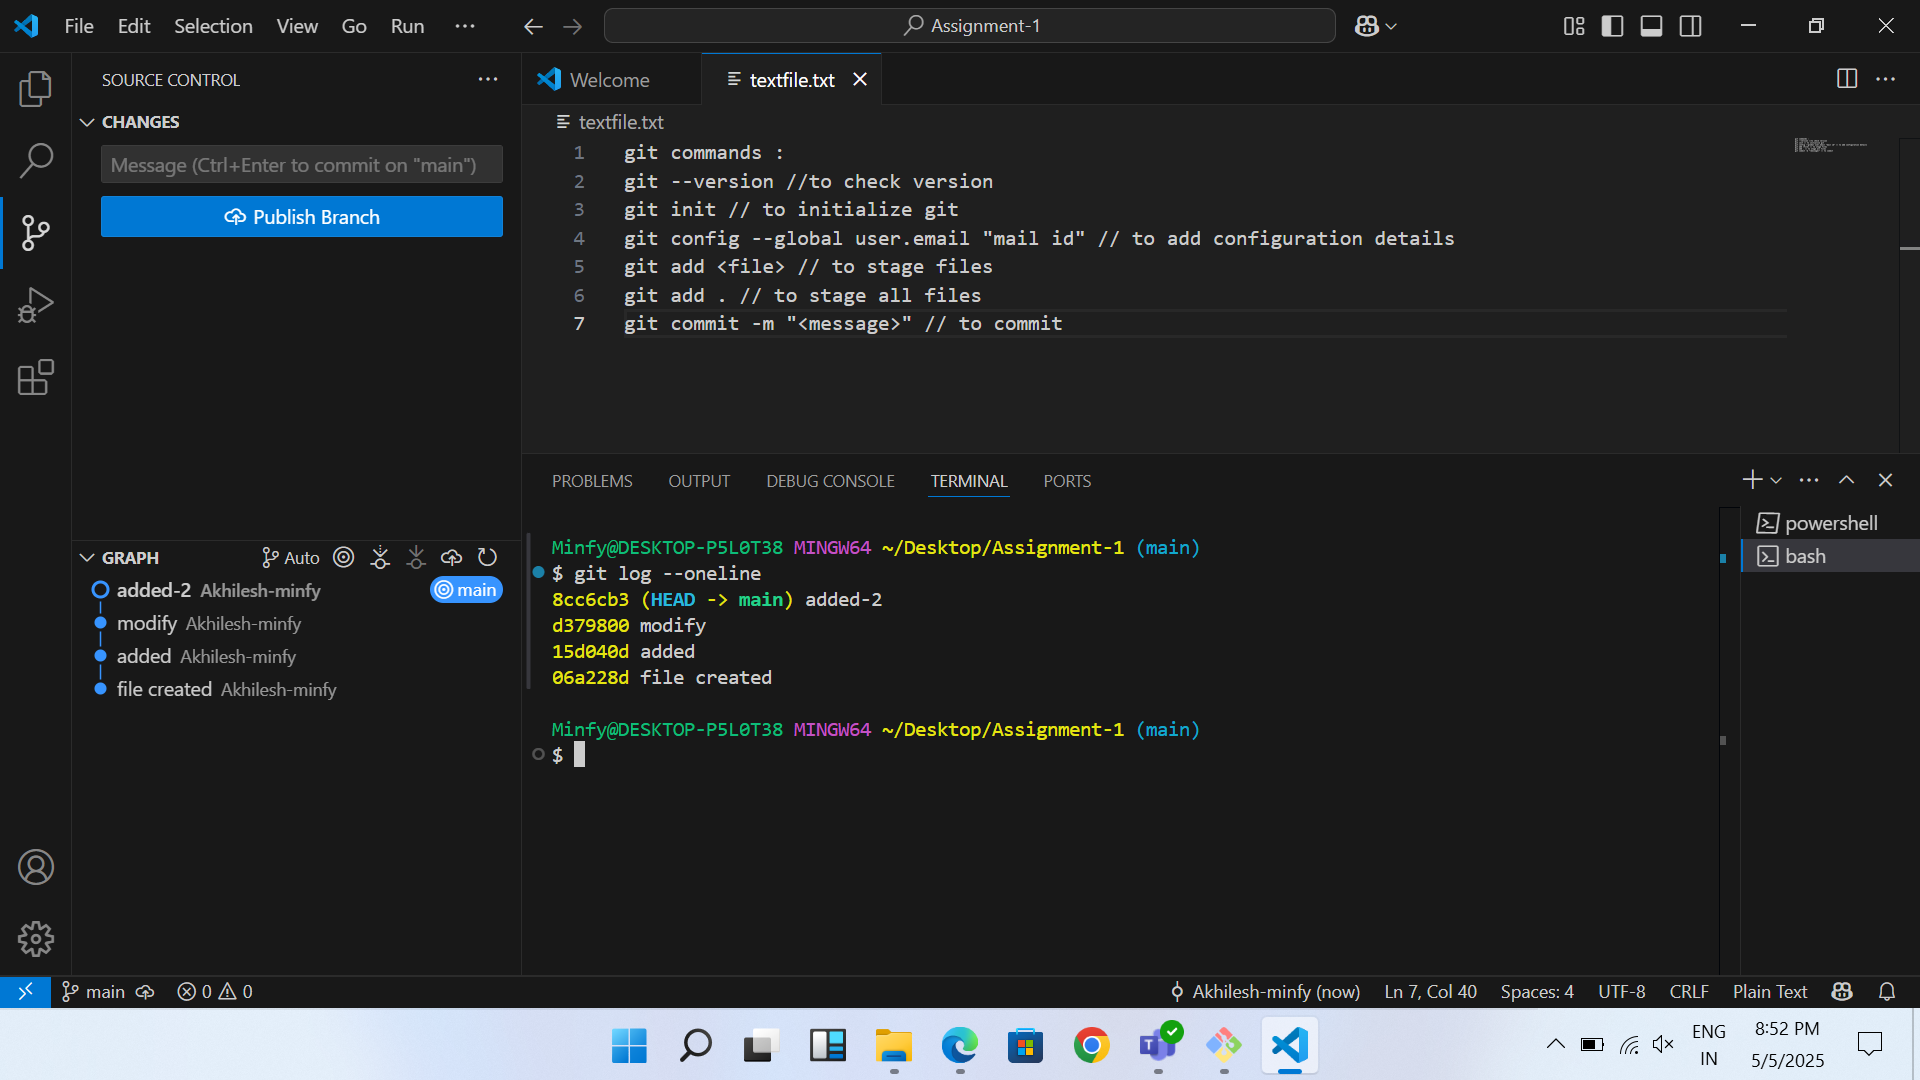 File Edit Selection View Go Run ··· Assignment-1
SOURCE CONTROL
CHANGES
Message (Ctrl+Enter to commit on "main")
Publish Branch
Welcome
textfile.txt
textfile.txt
1 git commands :
2 git --version //to check version
3 git init // to initialize git
4 git config --global user.email "mail id" // to add configuration details
5 git add <file> // to stage files
6 git add . // to stage all files
7 git commit -m "<message>" // to commit
PROBLEMS OUTPUT DEBUG CONSOLE TERMINAL PORTS
Minfy@DESKTOP-P5L0T38 MINGW64 ~/Desktop/Assignment-1 (main)
$ git log --oneline
8cc6cb3 (HEAD -> main) added-2
d379800 modify
15d040d added
06a228d file created
Minfy@DESKTOP-P5L0T38 MINGW64 ~/Desktop/Assignment-1 (main)
$
powershell
bash
GRAPH Auto
added-2 Akhilesh-minfy main
modify Akhilesh-minfy
added Akhilesh-minfy
file created Akhilesh-minfy
main 0 0 Akhilesh-minfy (now) Ln 7, Col 40 Spaces: 4 UTF-8 CRLF Plain Text
ENG
IN
8:52 PM
5/5/2025